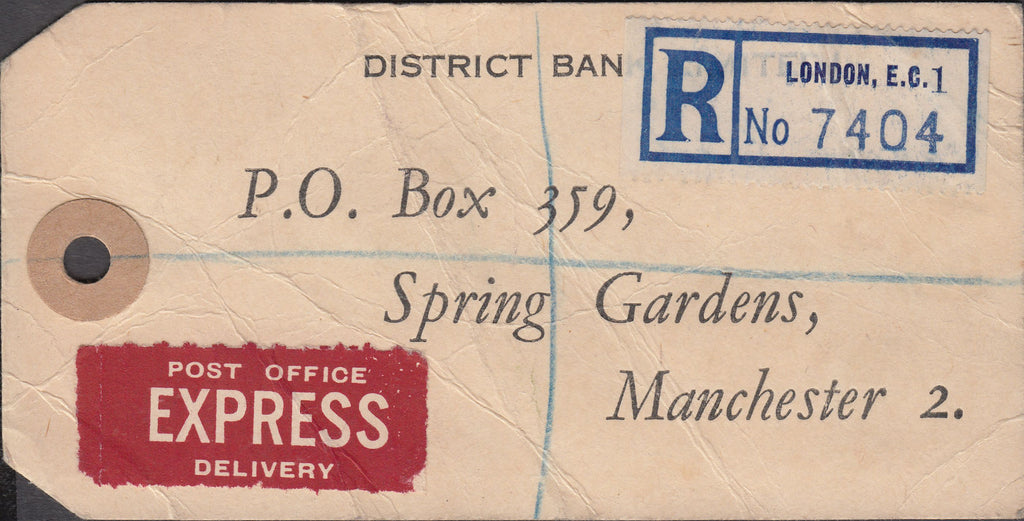 DISTRICT BAN
R
LONDON, E.C.1
No 7404
P.O. Box 359,
Spring Gardens,
Manchester 2.
POST OFFICE
EXPRESS
DELIVERY